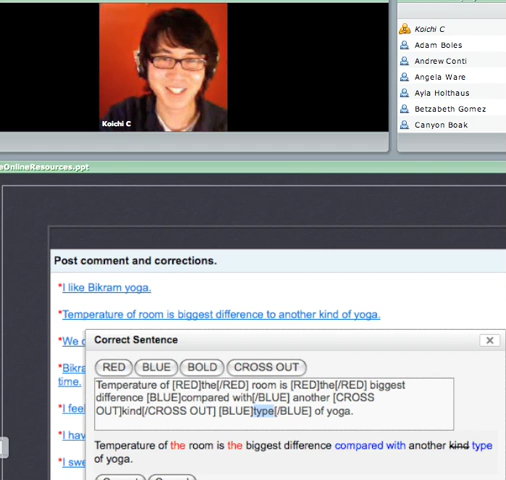 Koichi C
Koichi C
Adam Boles
Andrew Conti
Angela Ware
Ayla Holthaus
Betzabeth Gomez
Canyon Boak
eOnlineResources.ppt
Post comment and corrections.
*I like Bikram yoga.
*Temperature of room is biggest difference to another kind of yoga.
*We
*Bikra
time.
*I feel
*I hav
*I swe
Correct Sentence
RED BLUE BOLD CROSS OUT
Temperature of [RED]the[/RED] room is [RED]the[/RED] biggest
difference [BLUE]compared with[/BLUE] another [CROSS
OUT]kind[/CROSS OUT] [BLUE]type[/BLUE] of yoga.
Temperature of the room is the biggest difference compared with another kind type
of yoga.